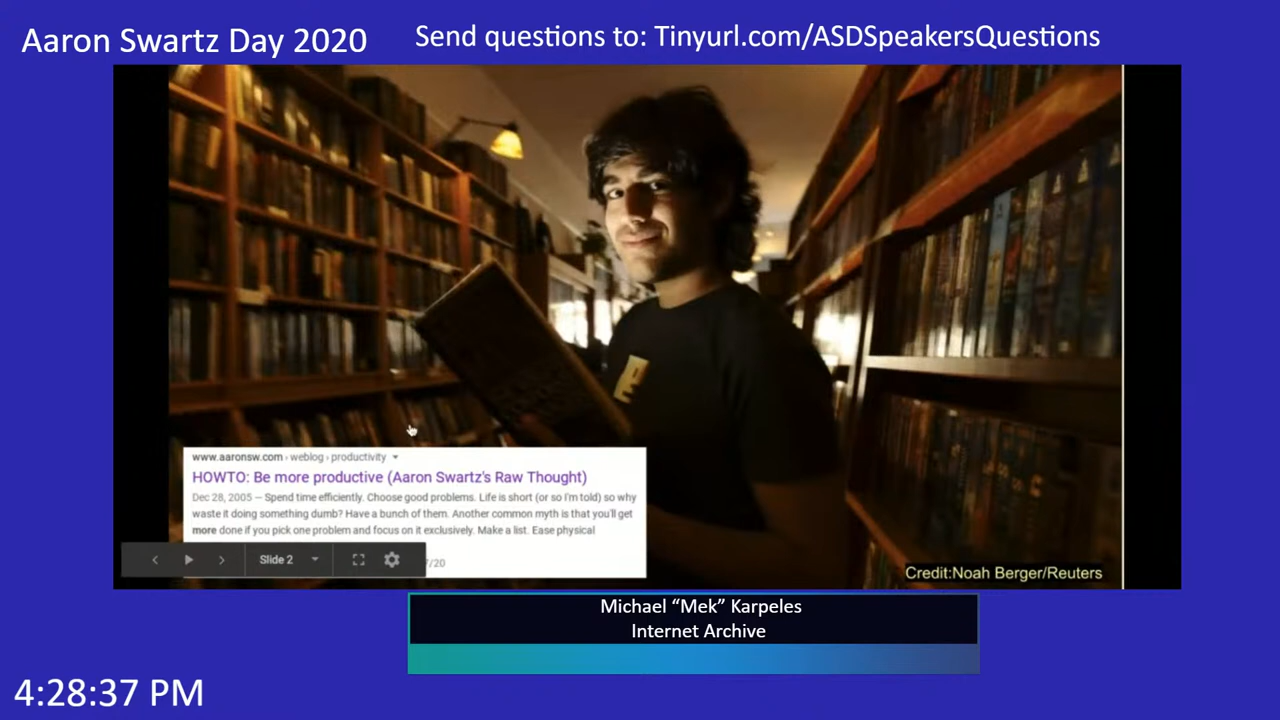 Aaron Swartz Day 2020
Send questions to: Tinyurl.com/ASDSpeakersQuestions
www.aaronsw.com › weblog › productivity
HOWTO: Be more productive (Aaron Swartz's Raw Thought)
Dec 28, 2005 — Spend time efficiently. Choose good problems. Life is short (or so I'm told) so why
waste it doing something dumb? Have a bunch of them. Another common myth is that you'll get
more done if you pick one problem and focus on it exclusively. Make a list. Ease physical
Slide 2
7/20
Credit:Noah Berger/Reuters
Michael “Mek” Karpeles
Internet Archive
4:28:37 PM